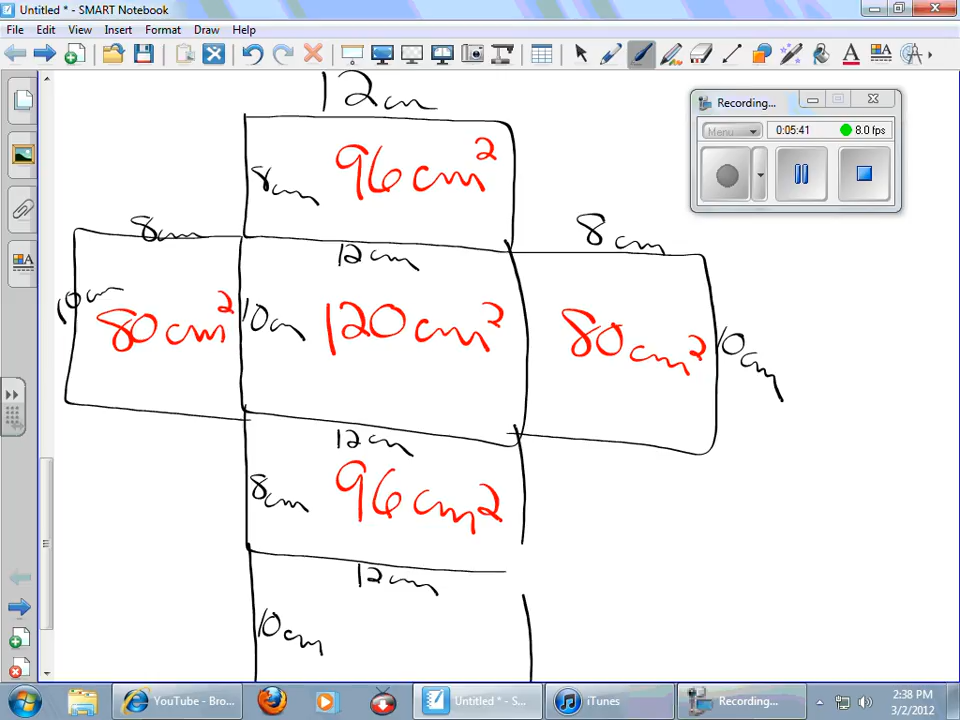 Untitled * - SMART Notebook
File Edit View Insert Format Tools Draw Help
Recording...
Menu 0:05:41 8.0 fps
12cm
8cm 96cm²
8cm 12cm 8cm
10cm 80cm² 10cm 120cm² 80cm² 10cm
12cm
8cm 96cm²
12cm
10cm
YouTube - Bro... Untitled * - S... iTunes Recording... 2:38 PM
3/2/2012